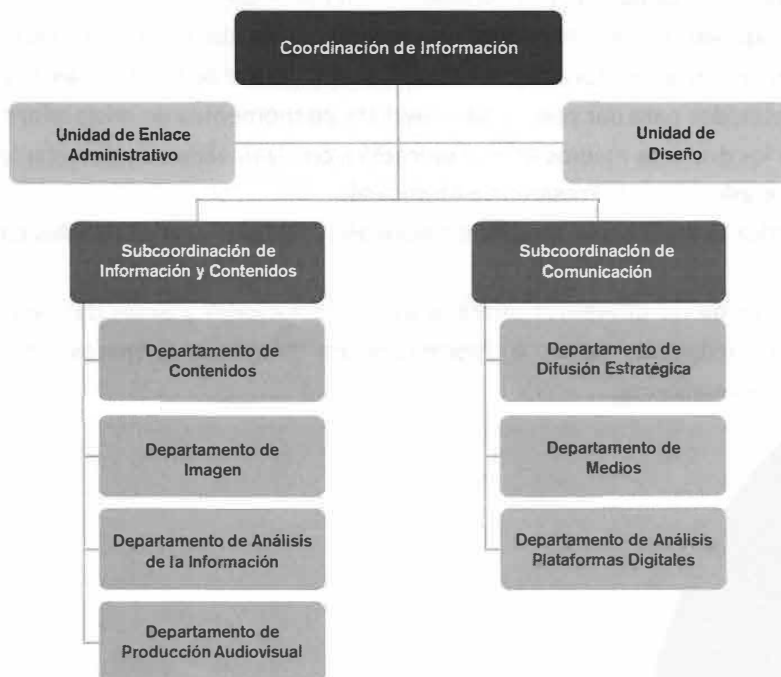 Coordinación de Información
Unidad de Enlace
Administrativo
Unidad de
Diseño
Subcoordinación de
Información y Contenidos
Subcoordinación de
Comunicación
Departamento de
Contenidos
Departamento de
Imagen
Departamento de Análisis
de la Información
Departamento de
Producción Audiovisual
Departamento de
Difusión Estratégica
Departamento de
Medios
Departamento de Análisis
Plataformas Digitales